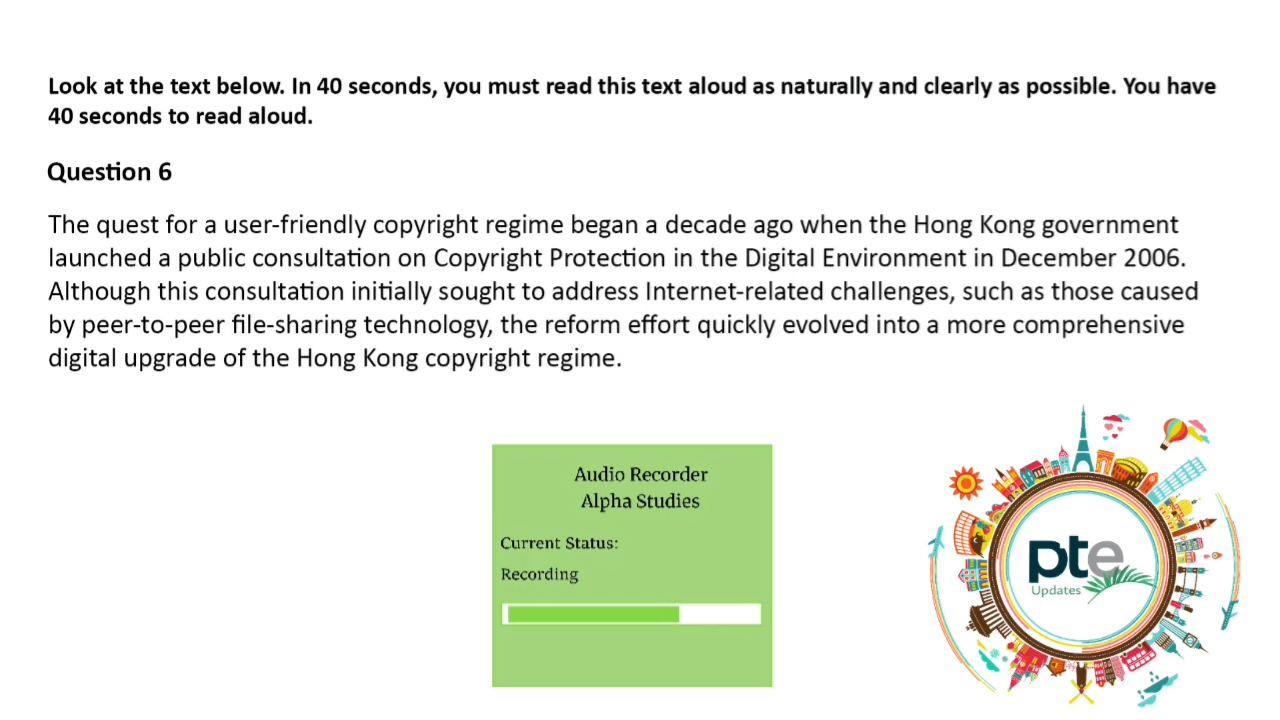 Look at the text below. In 40 seconds, you must read this text aloud as naturally and clearly as possible. You have
40 seconds to read aloud.
Question 6
The quest for a user-friendly copyright regime began a decade ago when the Hong Kong government
launched a public consultation on Copyright Protection in the Digital Environment in December 2006.
Although this consultation initially sought to address Internet-related challenges, such as those caused
by peer-to-peer file-sharing technology, the reform effort quickly evolved into a more comprehensive
digital upgrade of the Hong Kong copyright regime.
Audio Recorder
Alpha Studies
Current Status:
Recording
pte
Updates